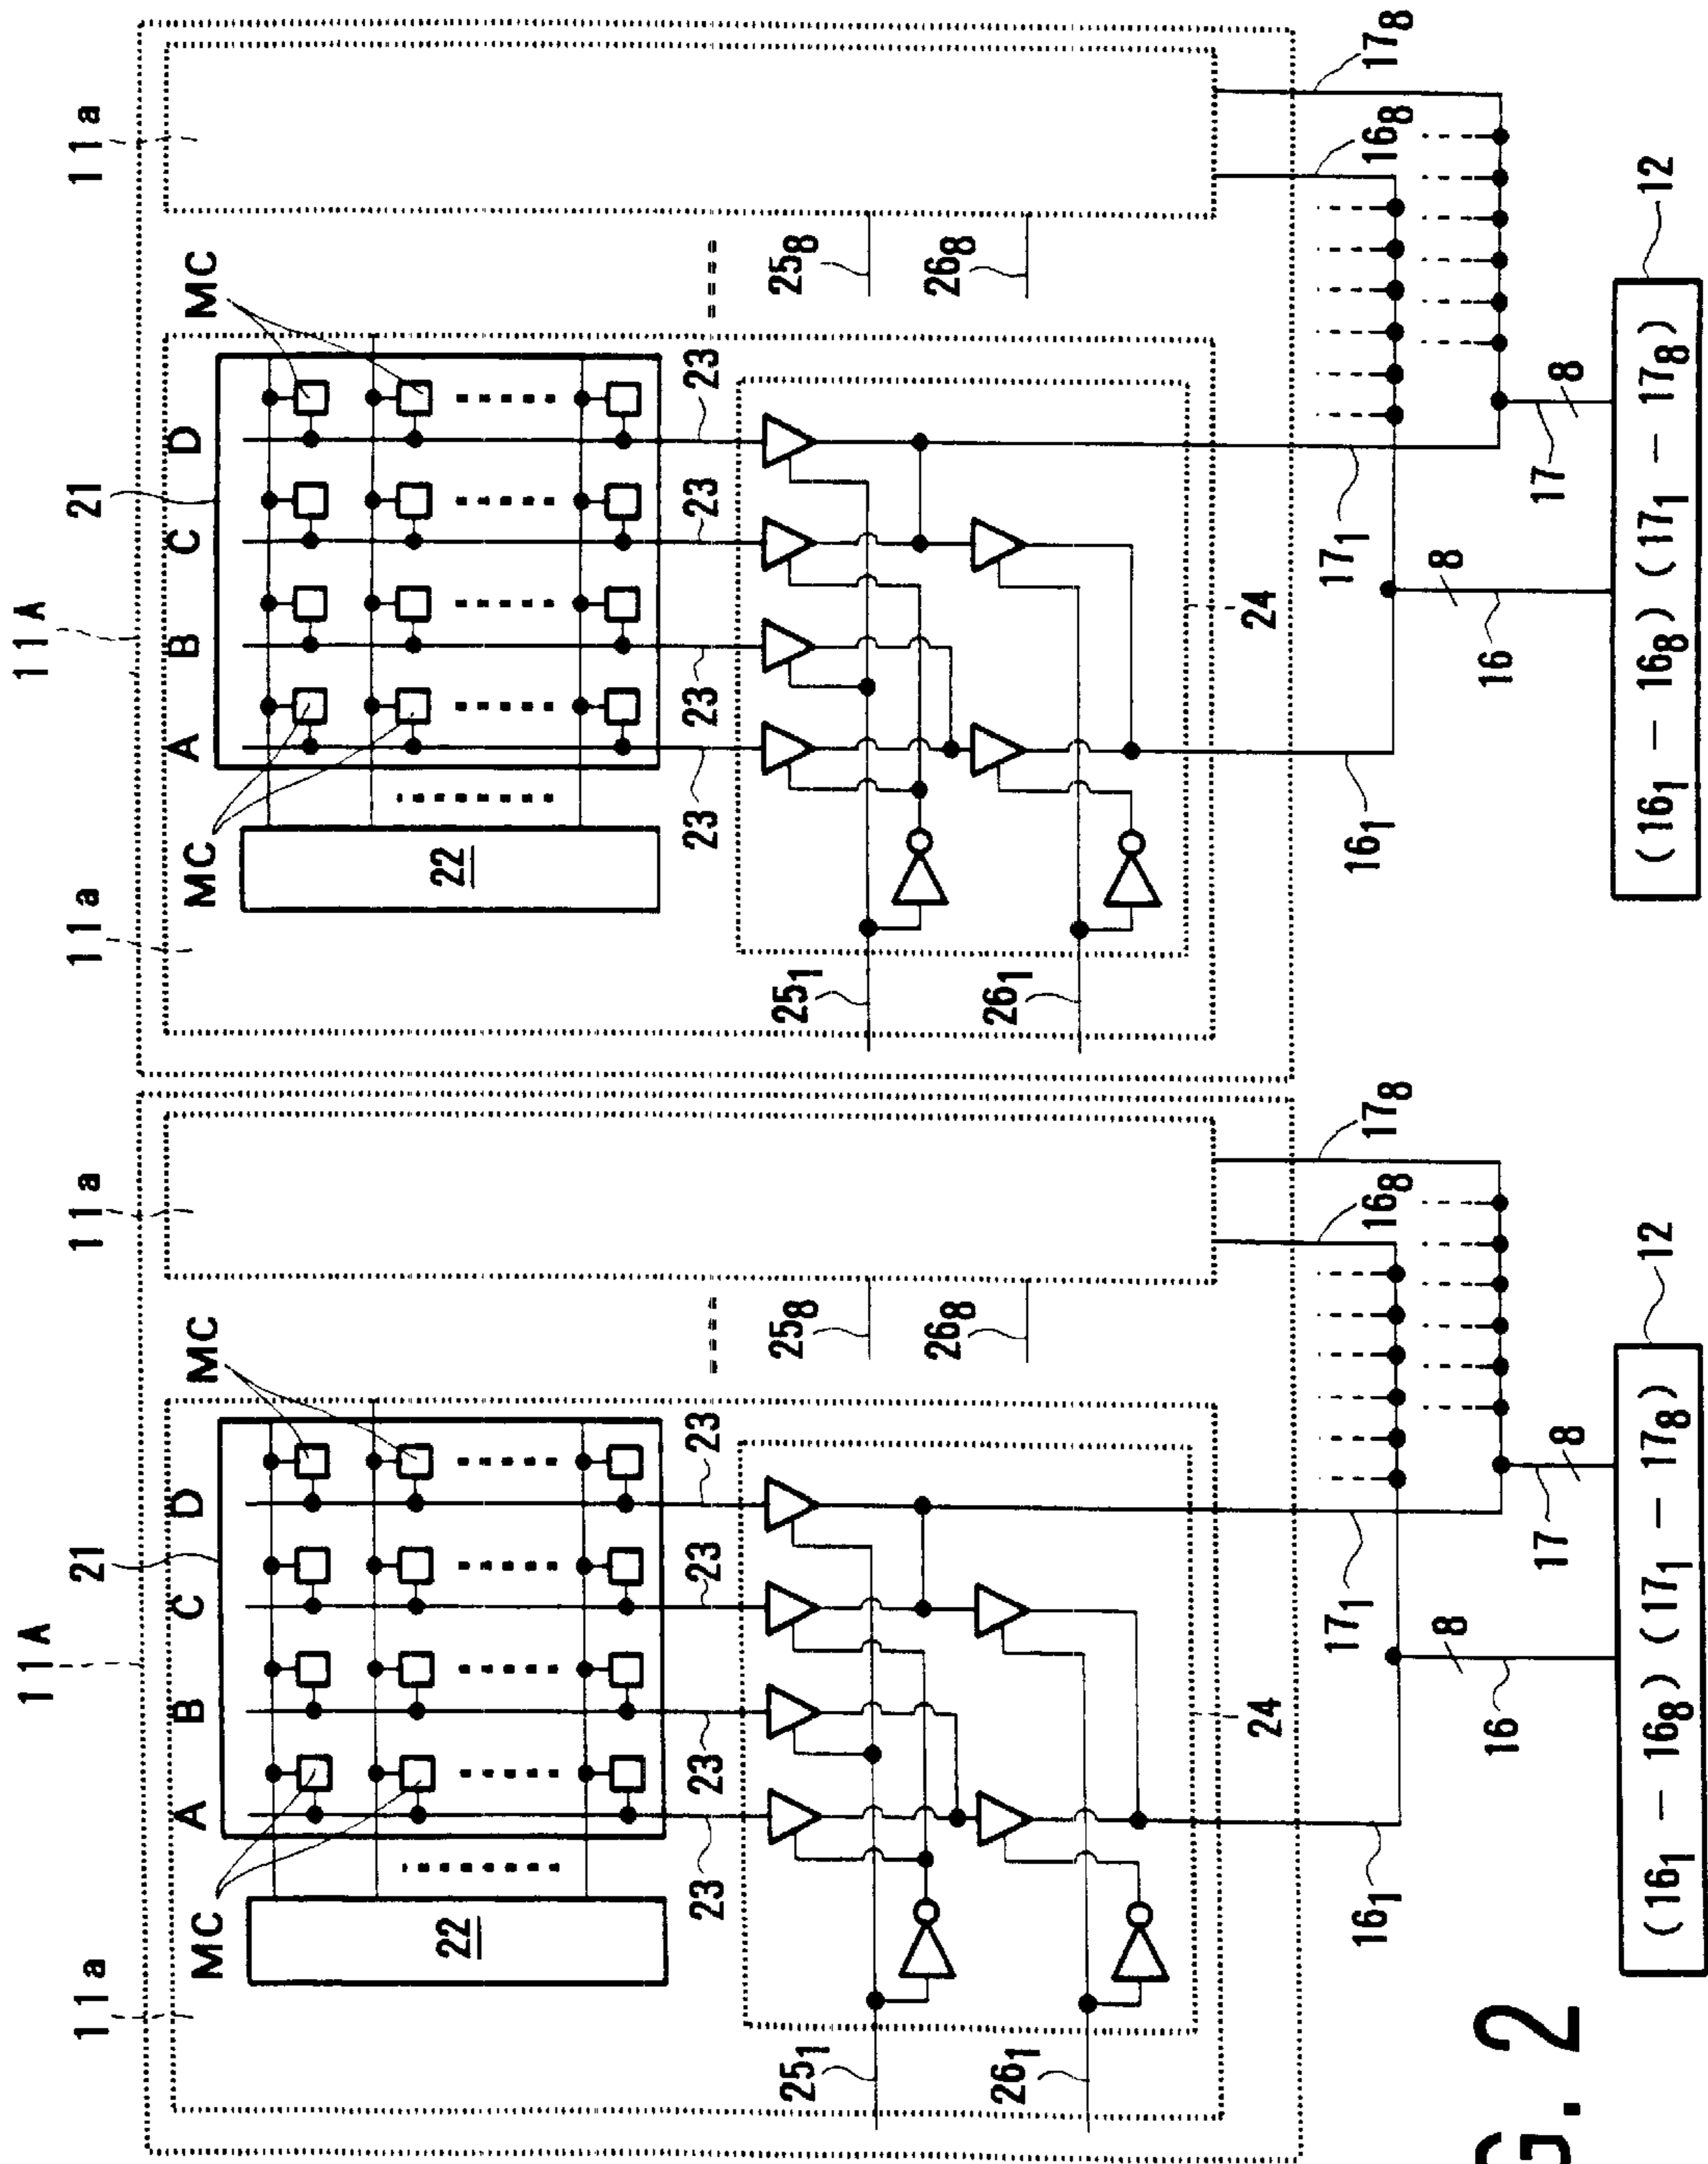 11A
11A
11a
11a
11a
11a
21
21
A
B
C
D
A
B
C
D
MC
MC
MC
MC
22
22
23
23
23
23
23
23
23
23
25₁
25₈
25₁
25₈
26₁
26₈
26₁
26₈
24
24
16₁
17₁
16₈
17₈
16₁
17₁
16₈
17₈
16
8
17
8
16
8
17
8
12
12
(16₁ – 16₈) (17₁ – 17₈)
(16₁ – 16₈) (17₁ – 17₈)
G. 2